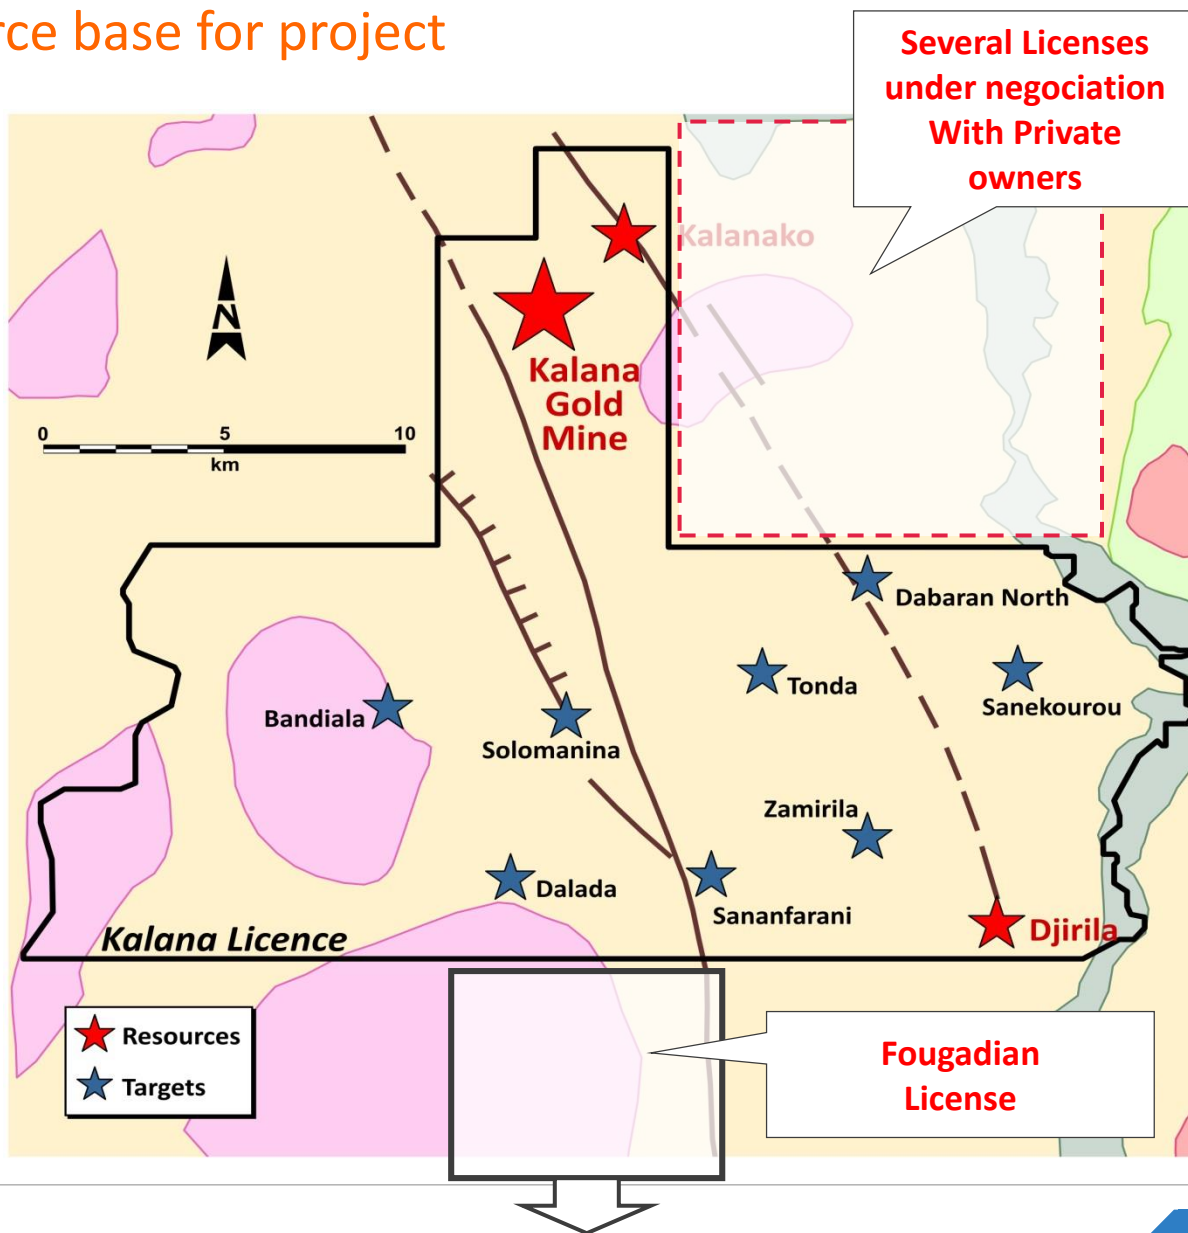 base for project
Several Licenses
under negociation
With Private
owners
Kalanako
N
Kalana
Gold
Mine
0 5 10
km
Dabaran North
Tonda
Sanekourou
Bandiala
Solomanina
Zamirila
Dalada
Sananfarani
Djirila
Kalana Licence
Resources
Targets
Fougadian
License